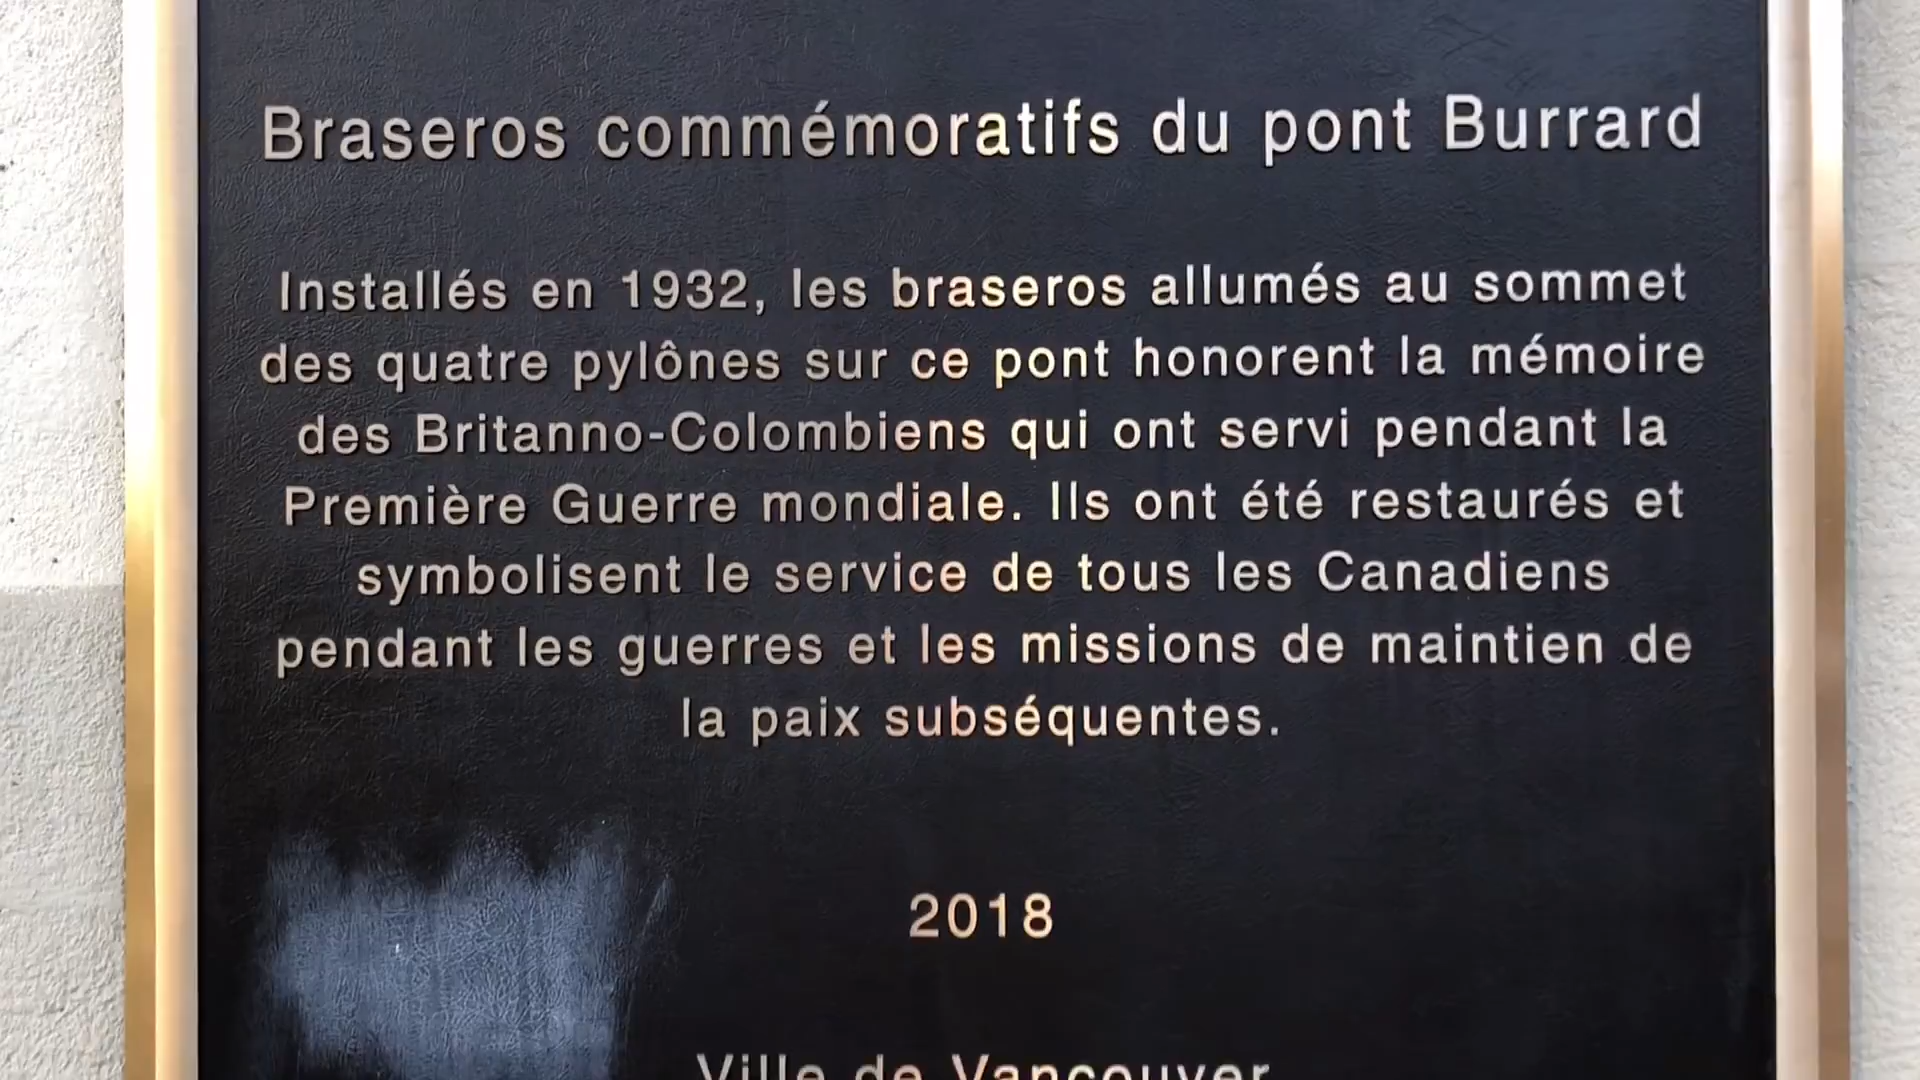 Braseros commémoratifs du pont Burrard
Installés en 1932, les braseros allumés au sommet
des quatre pylônes sur ce pont honorent la mémoire
des Britanno-Colombiens qui ont servi pendant la
Première Guerre mondiale. Ils ont été restaurés et
symbolisent le service de tous les Canadiens
pendant les guerres et les missions de maintien de
la paix subséquentes.
2018
Ville de Vancouver